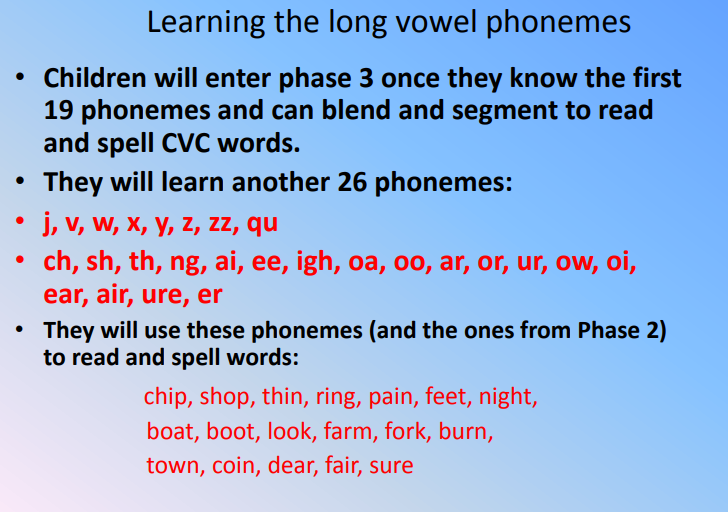 Learning the long vowel phonemes
• Children will enter phase 3 once they know the first
19 phonemes and can blend and segment to read
and spell CVC words.
• They will learn another 26 phonemes:
• j, v, w, x, y, z, zz, qu
• ch, sh, th, ng, ai, ee, igh, oa, oo, ar, or, ur, ow, oi,
ear, air, ure, er
• They will use these phonemes (and the ones from Phase 2)
to read and spell words:
chip, shop, thin, ring, pain, feet, night,
boat, boot, look, farm, fork, burn,
town, coin, dear, fair, sure